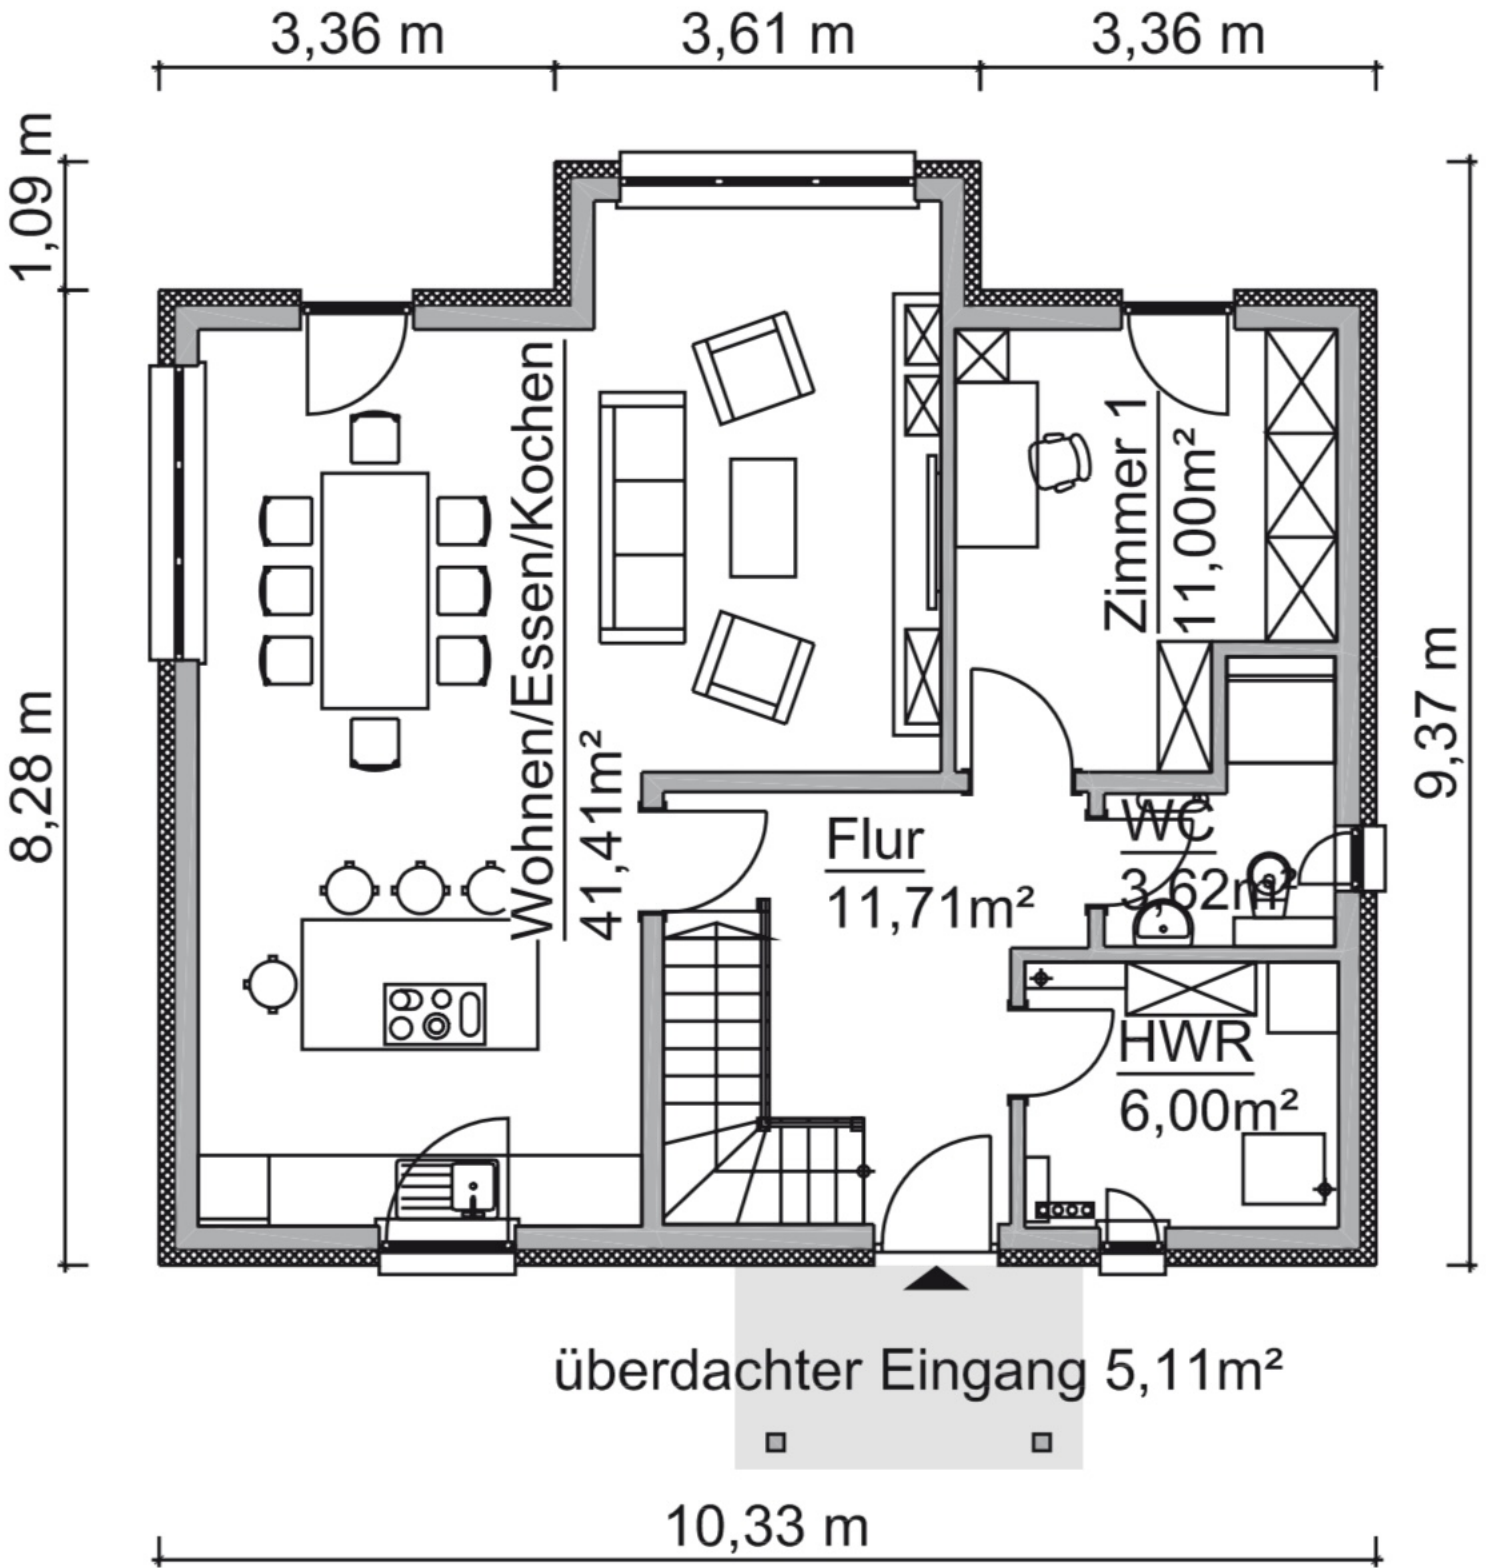 3,36 m
3,61 m
3,36 m
1,09 m
8,28 m
9,37 m
Wohnen/Essen/Kochen
41,41m²
Zimmer 1
11,00m²
Flur
11,71m²
WC
3,62m²
HWR
6,00m²
überdachter Eingang 5,11m²
10,33 m